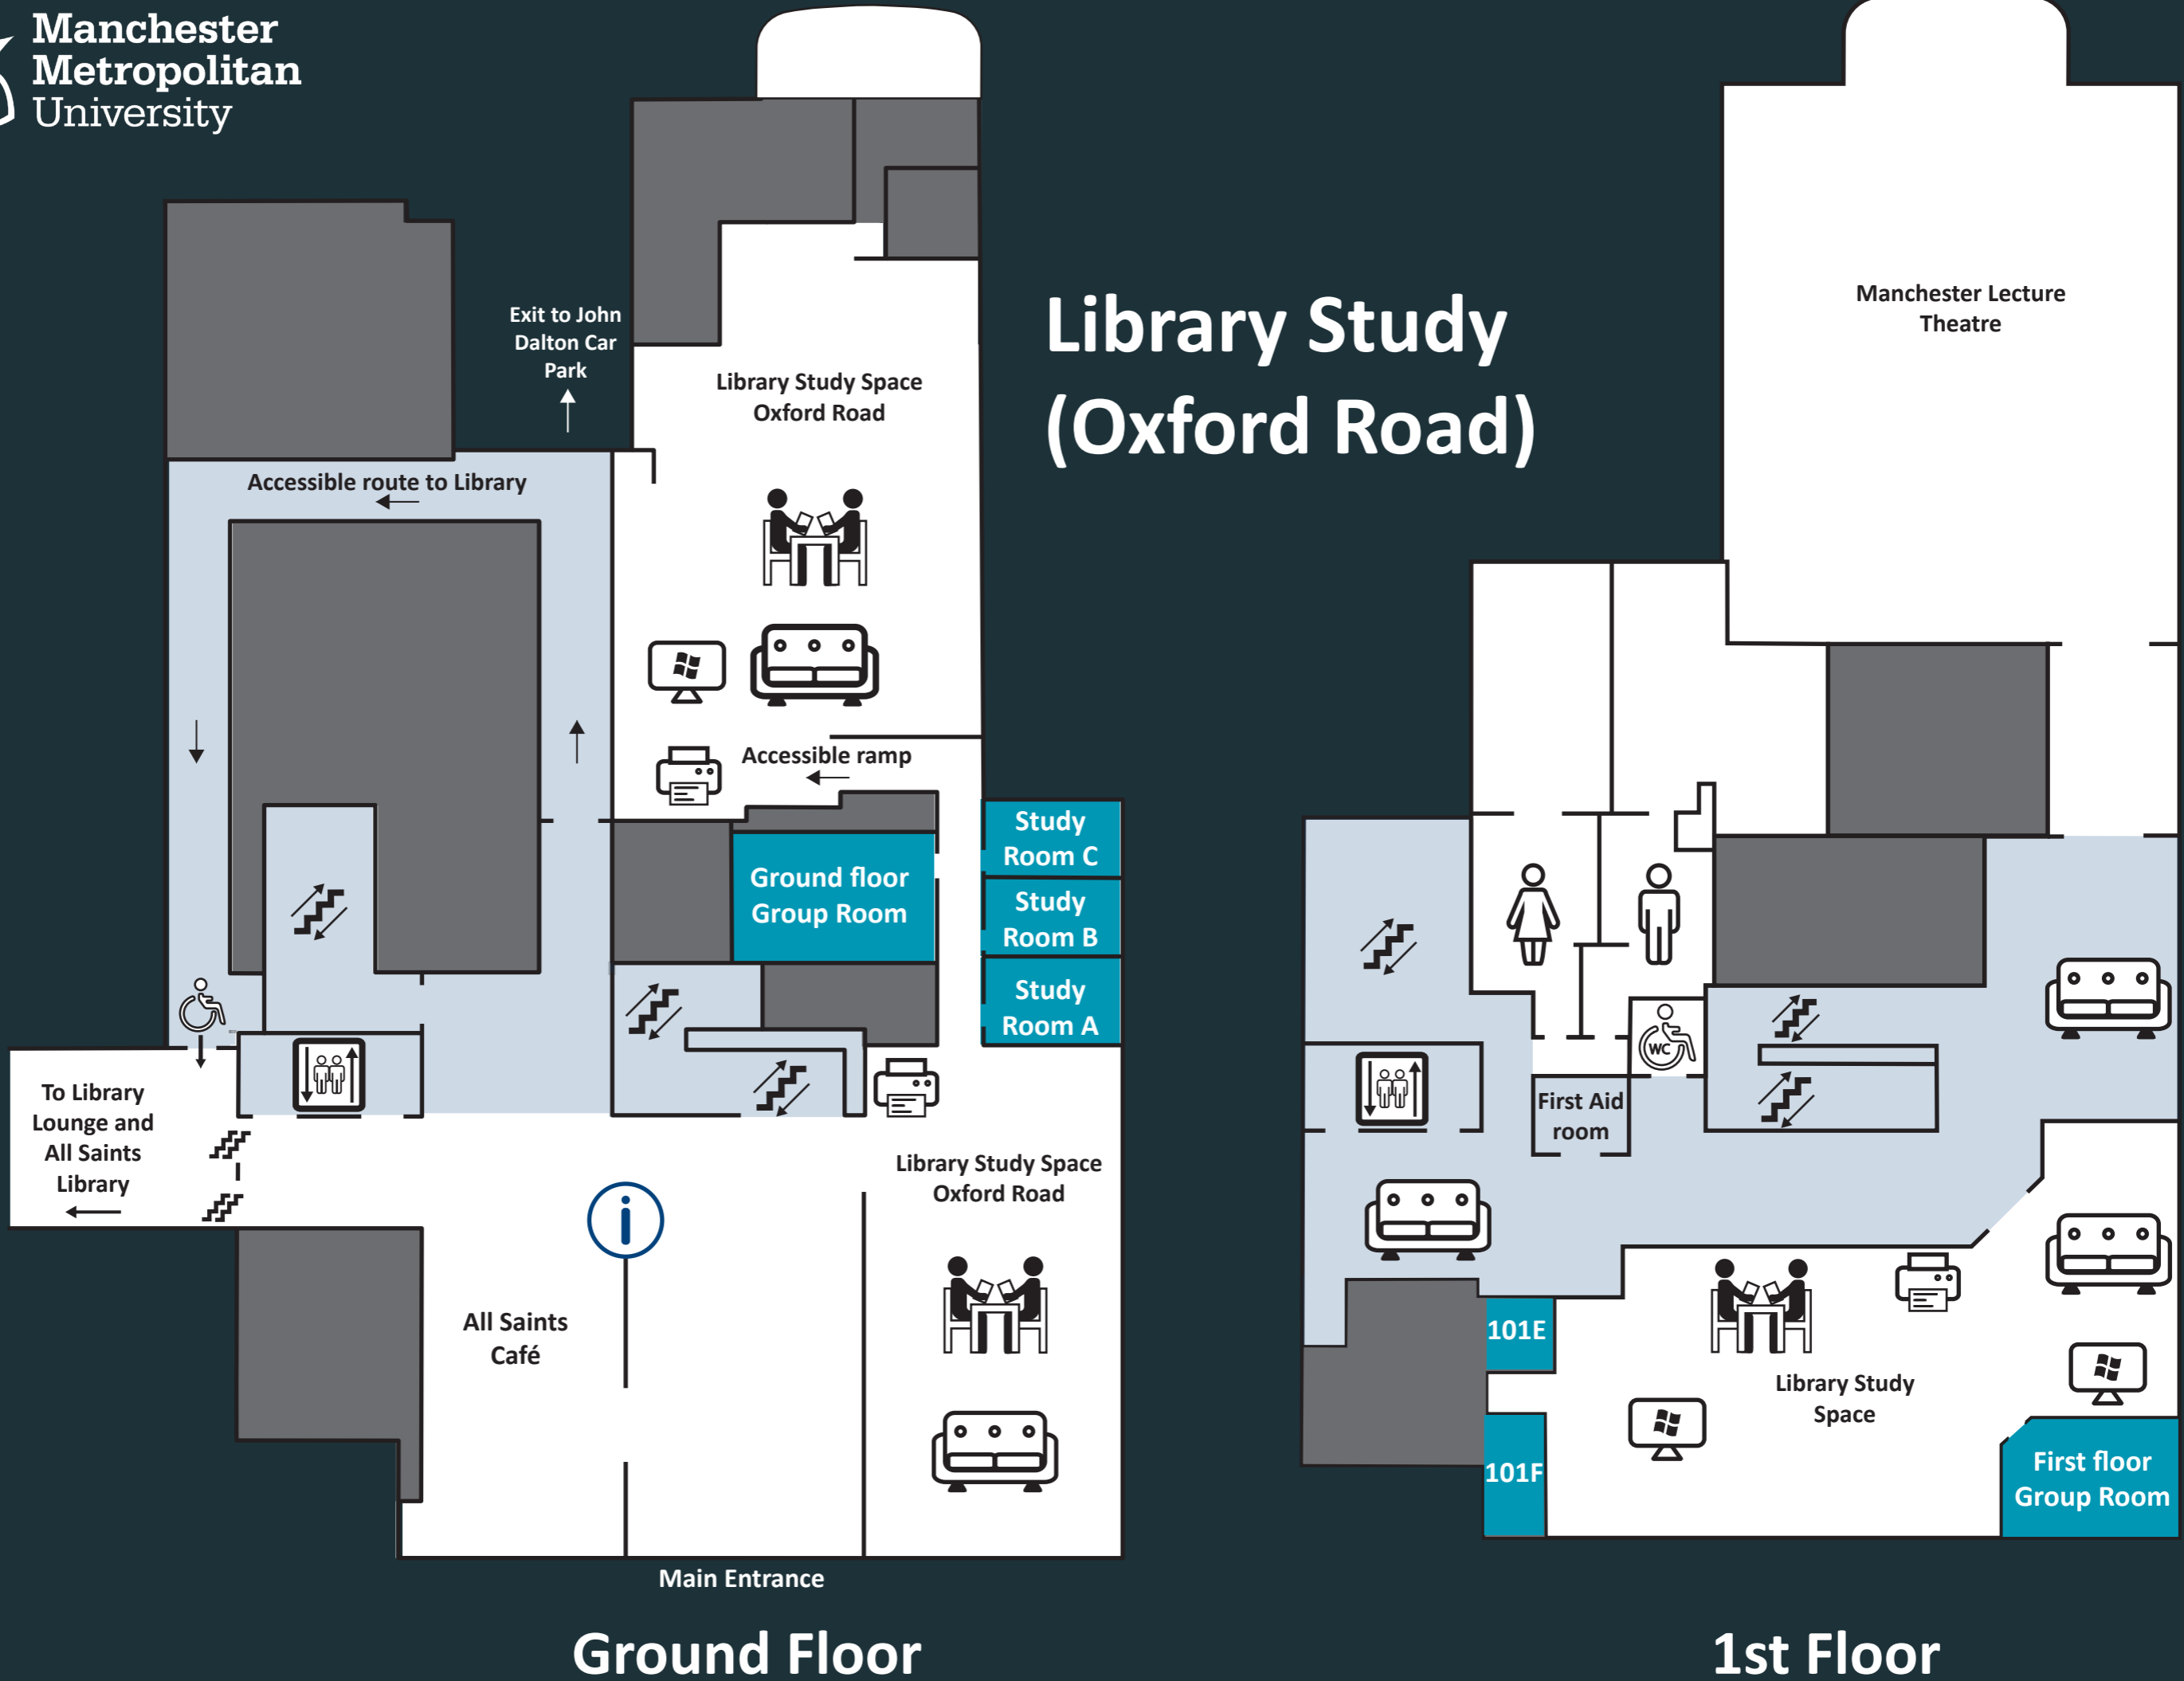 Manchester
Metropolitan
University
Library Study
(Oxford Road)
Exit to John
Dalton Car
Park
Library Study Space
Oxford Road
Accessible route to Library
Accessible ramp
Ground floor
Group Room
Study
Room C
Study
Room B
Study
Room A
To Library
Lounge and
All Saints
Library
i
Library Study Space
Oxford Road
All Saints
Café
Main Entrance
Ground Floor
Manchester Lecture
Theatre
WC
First Aid
room
101E
Library Study
Space
101F
First floor
Group Room
1st Floor